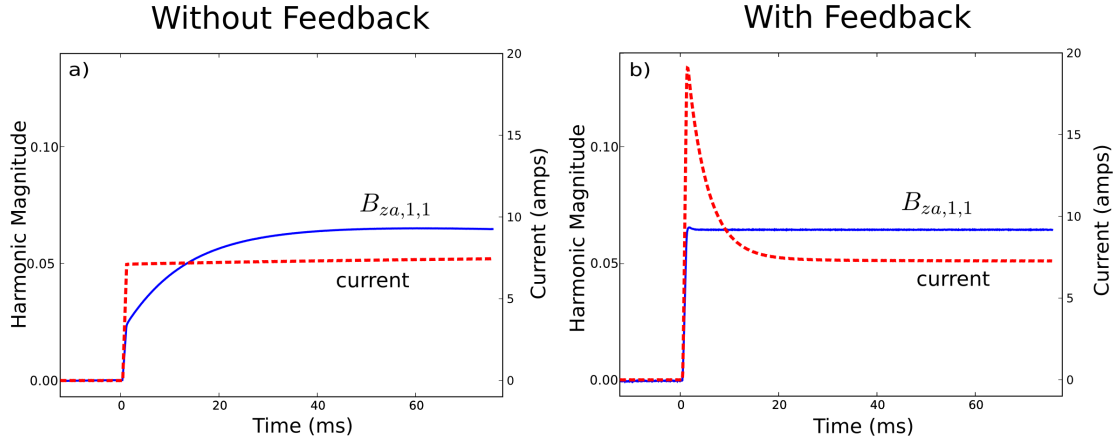 Without Feedback
a)
Harmonic Magnitude
0.10
0.05
0.00
20
15
10
5
0
Current (amps)
B_{za,1,1}
current
0
20
40
60
Time (ms)
With Feedback
b)
Harmonic Magnitude
0.10
0.05
0.00
20
15
10
5
0
Current (amps)
B_{za,1,1}
current
0
20
40
60
Time (ms)